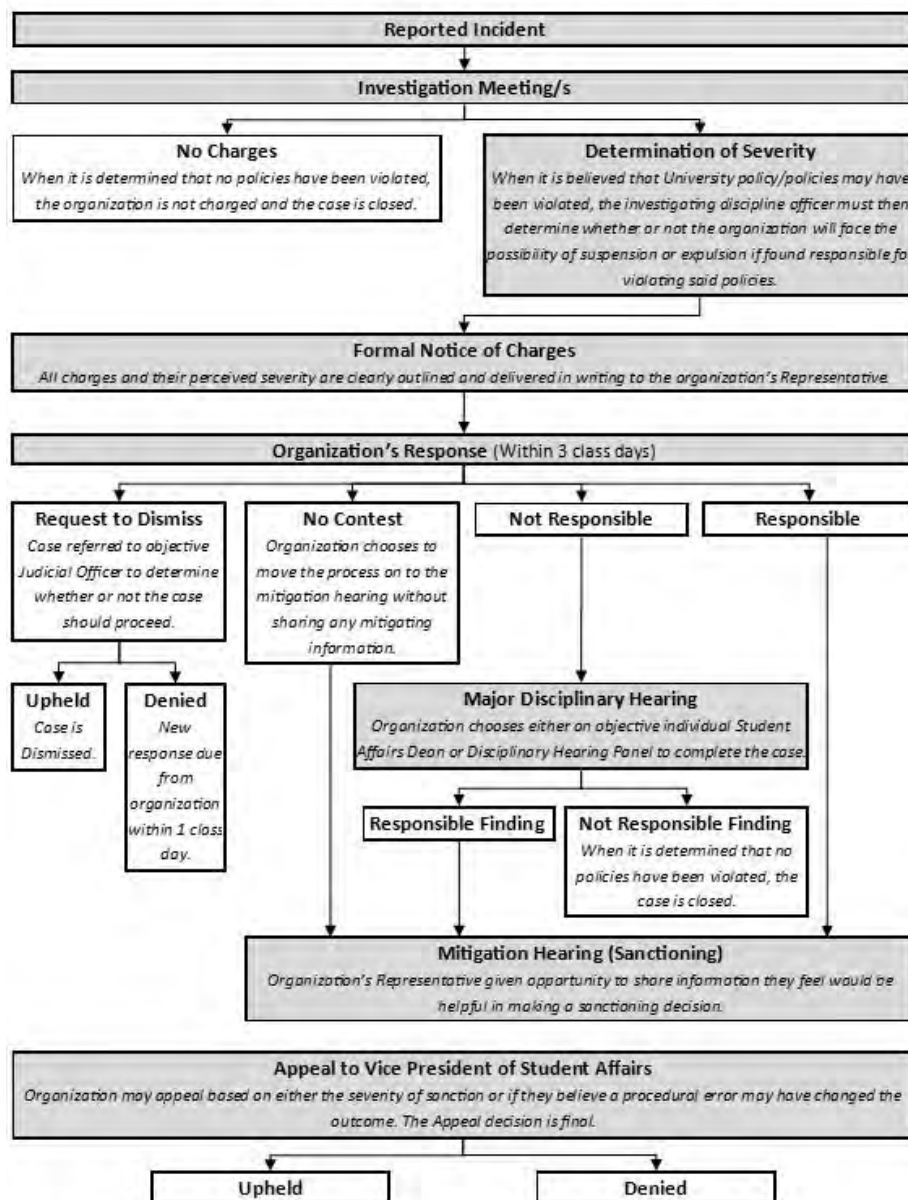 Reported Incident
Investigation Meeting/s
No Charges
When it is determined that no policies have been violated,
the organization is not charged and the case is closed.
Determination of Severity
When it is believed that University policy/policies may have
been violated, the investigating discipline officer must then
determine whether or not the organization will face the
possibility of suspension or expulsion if found responsible fo
violating said policies.
Formal Notice of Charges
All charges and their perceived severity are clearly outlined and delivered in writing to the organization's Representative.
Organization's Response (Within 3 class days)
Request to Dismiss
Case referred to objective
Judicial Officer to determine
whether or not the case
should proceed.
No Contest
Organization chooses to
move the process on to the
mitigation hearing without
sharing any mitigating
information.
Not Responsible
Responsible
Upheld
Case is
Dismissed.
Denied
New
response due
from
organization
within 1 class
day.
Major Disciplinary Hearing
Organization chooses either an objective individual Student
Affairs Dean or Disciplinary Hearing Panel to complete the case.
Responsible Finding
Not Responsible Finding
When it is determined that no
policies have been violated, the
case is closed.
Mitigation Hearing (Sanctioning)
Organization's Representative given opportunity to share information they feel would be
helpful in making a sanctioning decision.
Appeal to Vice President of Student Affairs
Organization may appeal based on either the severity of sanction or if they believe a procedural error may have changed the
outcome. The Appeal decision is final.
Upheld
Denied